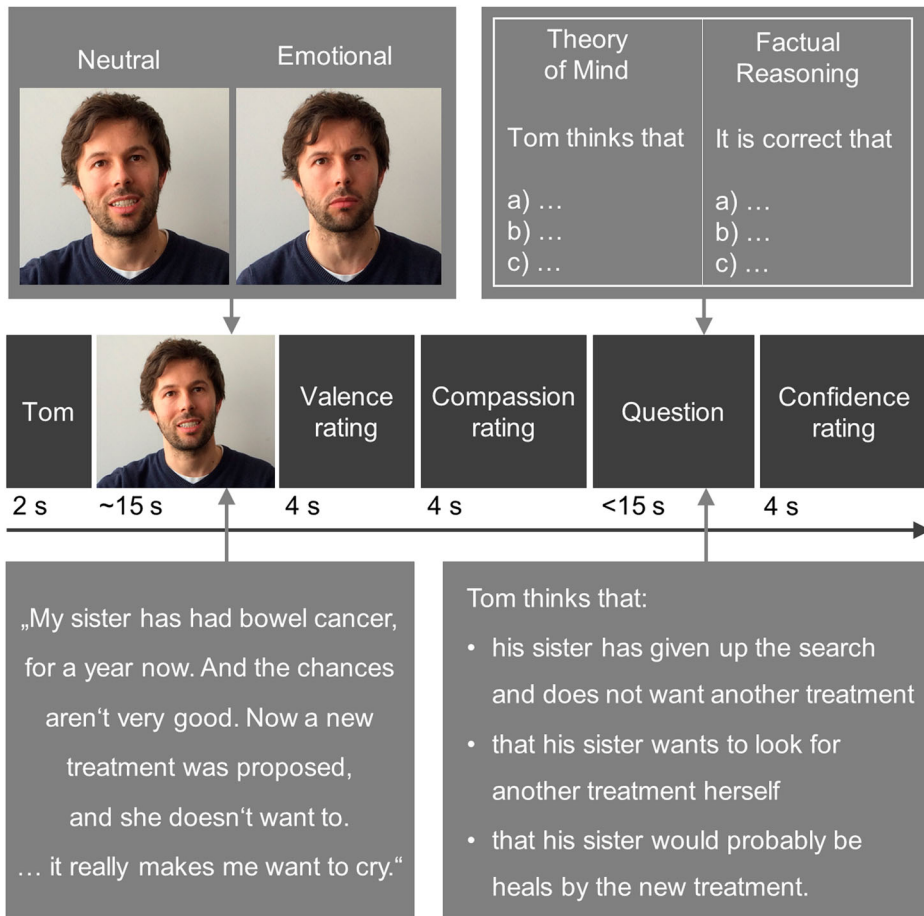 Neutral
Emotional
Theory
of Mind
Tom thinks that
a) …
b) …
c) …
Factual
Reasoning
It is correct that
a) …
b) …
c) …
Tom
Valence
rating
Compassion
rating
Question
Confidence
rating
2 s
~15 s
4 s
4 s
<15 s
4 s
„My sister has had bowel cancer,
for a year now. And the chances
aren‘t very good. Now a new
treatment was proposed,
and she doesn‘t want to.
… it really makes me want to cry.“
Tom thinks that:
• his sister has given up the search
and does not want another treatment
• that his sister wants to look for
another treatment herself
• that his sister would probably be
heals by the new treatment.